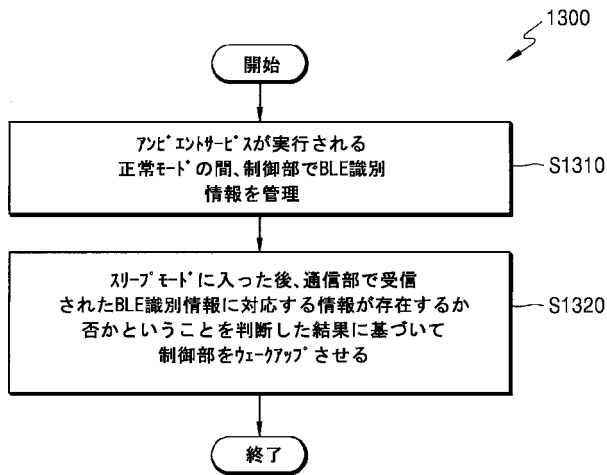 1300
開始
ｱﾝﾋﾞｴﾝﾄｻｰﾋﾞｽが実行される
正常ﾓｰﾄﾞの間、制御部でBLE識別
情報を管理
S1310
ｽﾘｰﾌﾟﾓｰﾄﾞに入った後、通信部で受信
されたBLE識別情報に対応する情報が存在するか
否かということを判断した結果に基づいて
制御部をｳｪｰｸｱｯﾌﾟさせる
S1320
終了